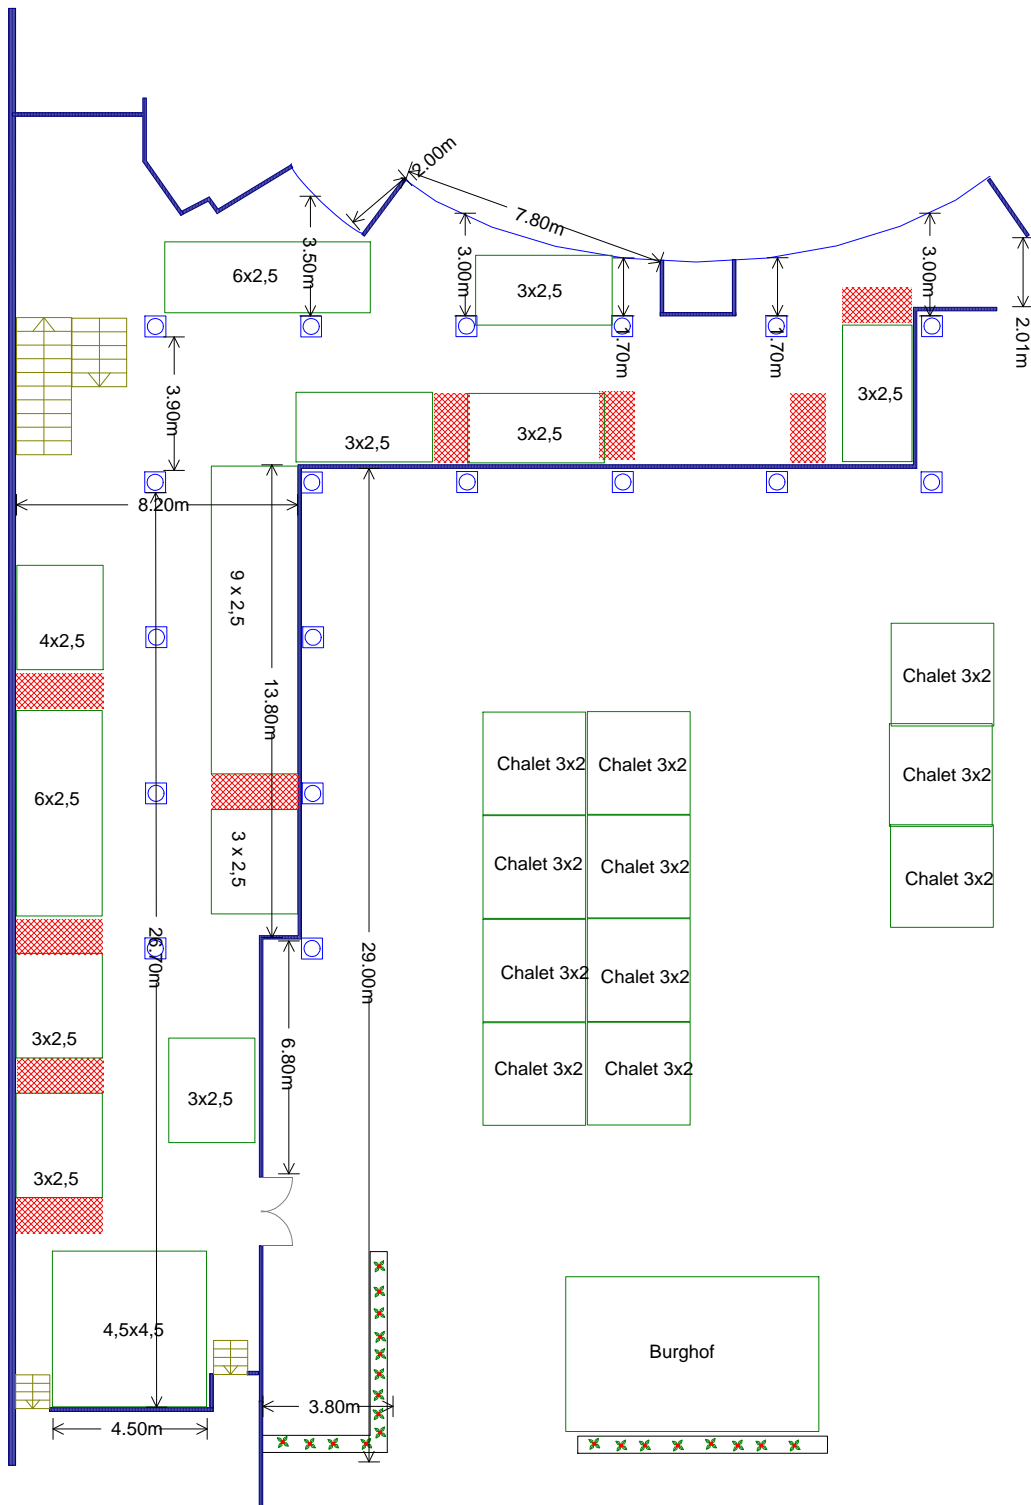 2.00m
7.80m
3.50m
3.00m
3.00m
6x2,5
3x2,5
1.70m
1.70m
2.01m
3.90m
3x2,5
3x2,5
3x2,5
8.20m
9 x 2,5
4x2,5
13.80m
Chalet 3x2
Chalet 3x2
Chalet 3x2
Chalet 3x2
6x2,5
3 x 2,5
Chalet 3x2
Chalet 3x2
Chalet 3x2
26.70m
29.00m
Chalet 3x2
Chalet 3x2
3x2,5
6.80m
Chalet 3x2
Chalet 3x2
3x2,5
3x2,5
4,5x4,5
Burghof
3.80m
4.50m